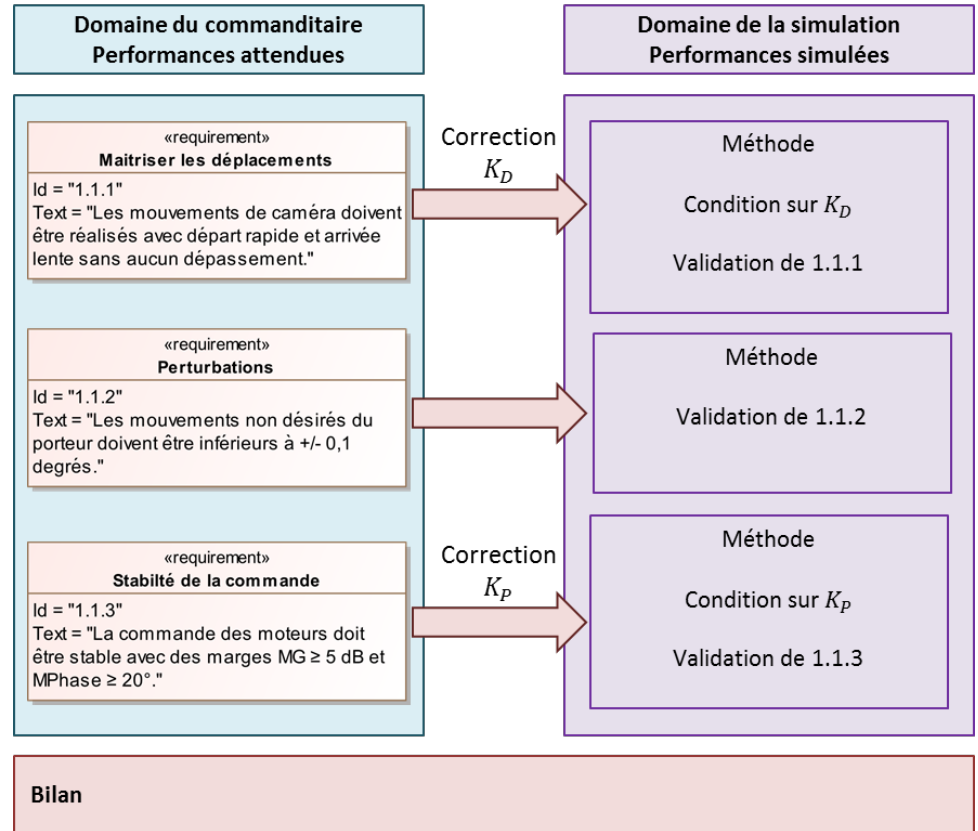 Domaine du commanditaire
Performances attendues
Domaine de la simulation
Performances simulées
«requirement»
Maitriser les déplacements
Id = "1.1.1"
Text = "Les mouvements de caméra doivent
être réalisés avec départ rapide et arrivée
lente sans aucun dépassement."
Correction
K_D
Méthode
Condition sur K_D
Validation de 1.1.1
«requirement»
Perturbations
Id = "1.1.2"
Text = "Les mouvements non désirés du
porteur doivent être inférieurs à +/- 0,1
degrés."
Méthode
Validation de 1.1.2
«requirement»
Stabilté de la commande
Id = "1.1.3"
Text = "La commande des moteurs doit
être stable avec des marges MG ≥ 5 dB et
MPhase ≥ 20°."
Correction
K_P
Méthode
Condition sur K_P
Validation de 1.1.3
Bilan